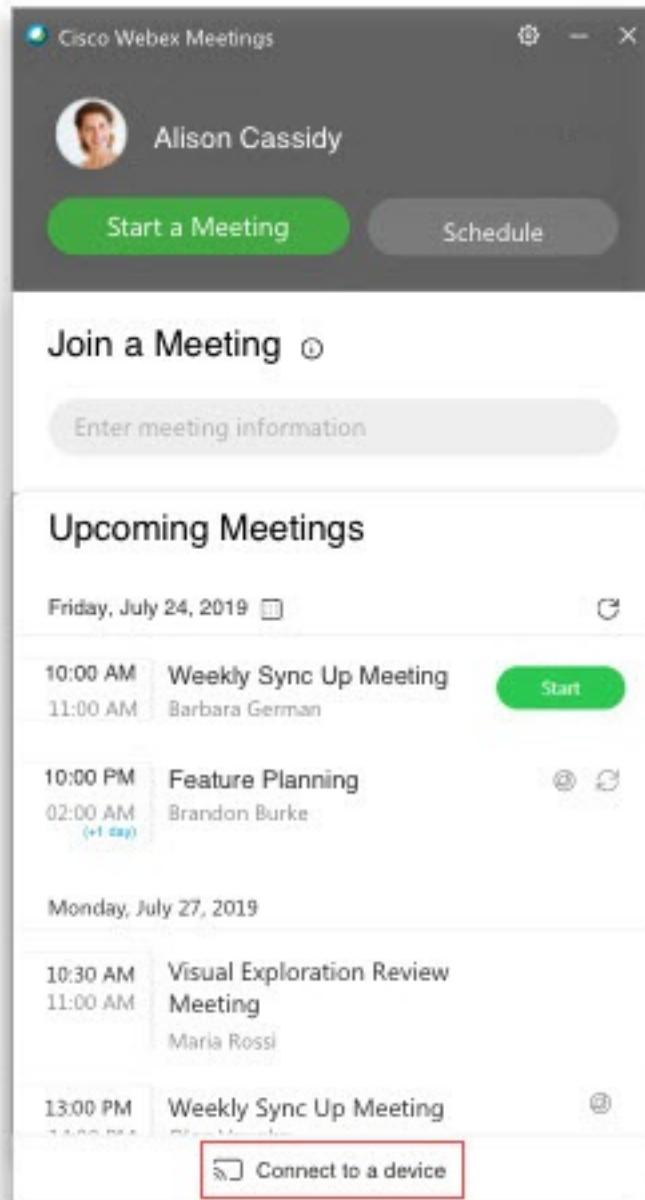 Cisco Webex Meetings
Alison Cassidy
Start a Meeting
Schedule
Join a Meeting
Enter meeting information
Upcoming Meetings
Friday, July 24, 2019
10:00 AM Weekly Sync Up Meeting
Start
11:00 AM Barbara German
10:00 PM Feature Planning
02:00 AM Brandon Burke
(+1 day)
Monday, July 27, 2019
10:30 AM Visual Exploration Review
11:00 AM Meeting
Maria Rossi
13:00 PM Weekly Sync Up Meeting
Connect to a device